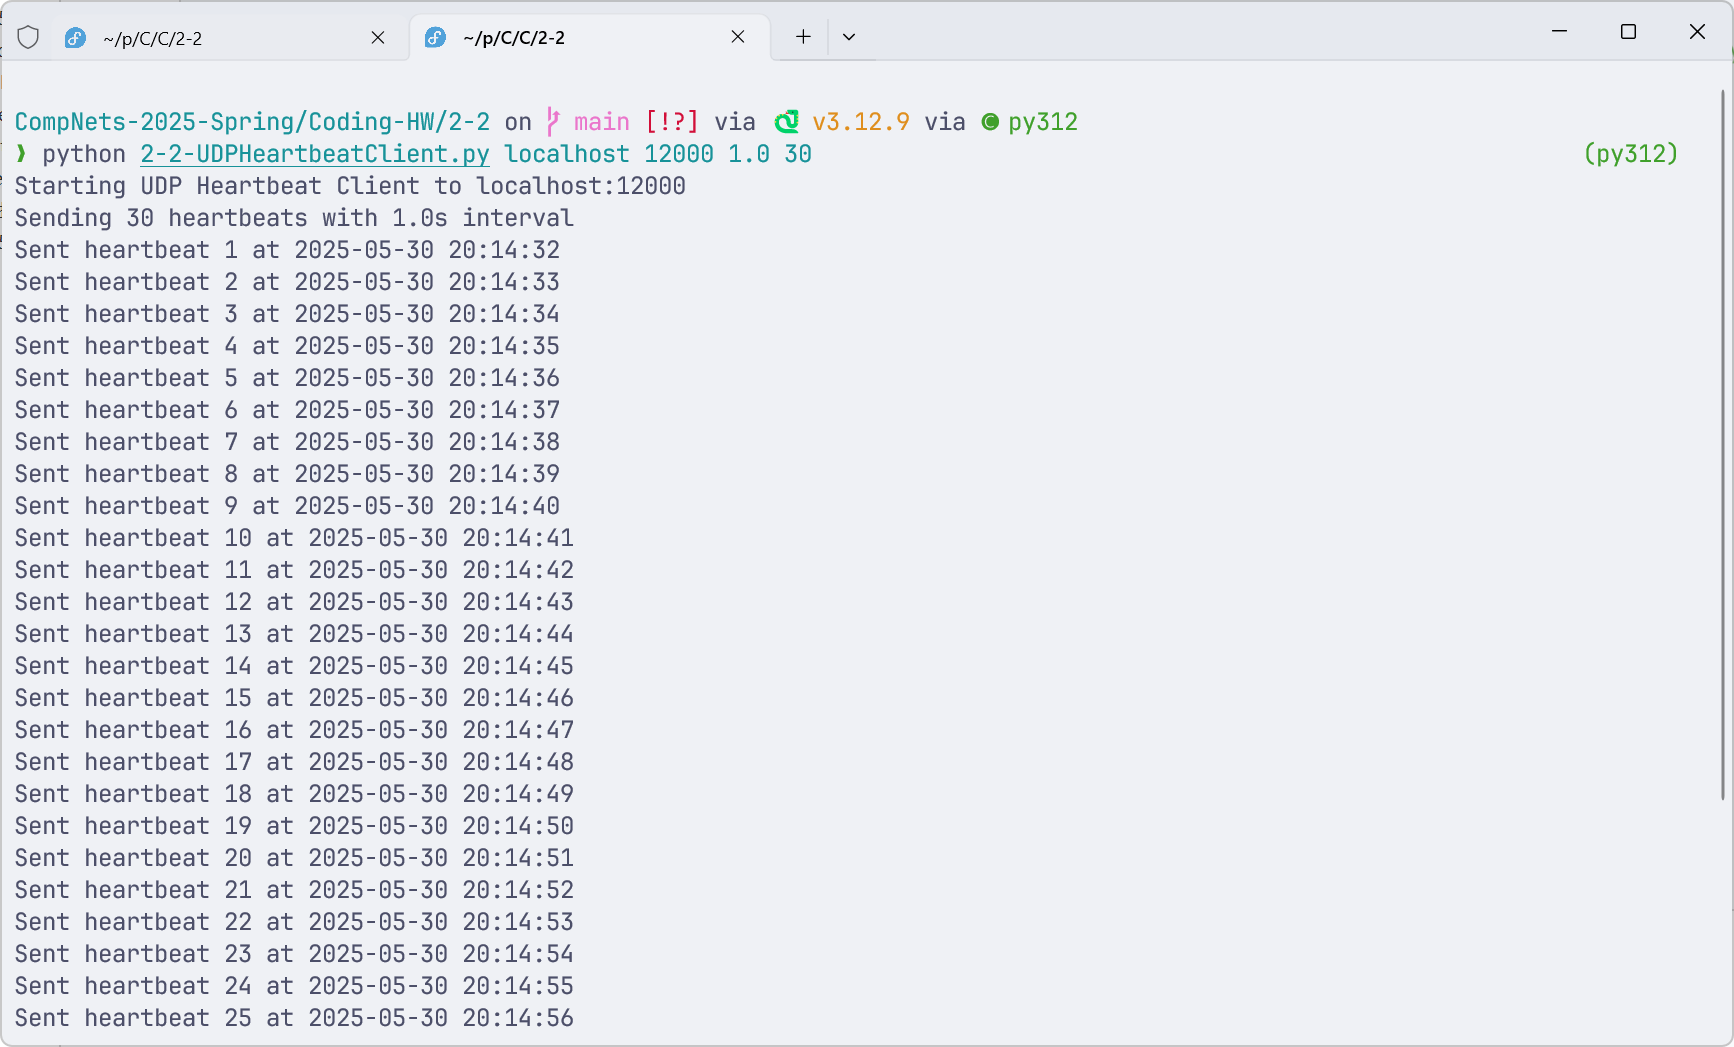 ~/p/C/C/2-2 ~/p/C/C/2-2
CompNets-2025-Spring/Coding-HW/2-2 on main [!?] via v3.12.9 via py312
❯ python 2-2-UDPHeartbeatClient.py localhost 12000 1.0 30 (py312)
Starting UDP Heartbeat Client to localhost:12000
Sending 30 heartbeats with 1.0s interval
Sent heartbeat 1 at 2025-05-30 20:14:32
Sent heartbeat 2 at 2025-05-30 20:14:33
Sent heartbeat 3 at 2025-05-30 20:14:34
Sent heartbeat 4 at 2025-05-30 20:14:35
Sent heartbeat 5 at 2025-05-30 20:14:36
Sent heartbeat 6 at 2025-05-30 20:14:37
Sent heartbeat 7 at 2025-05-30 20:14:38
Sent heartbeat 8 at 2025-05-30 20:14:39
Sent heartbeat 9 at 2025-05-30 20:14:40
Sent heartbeat 10 at 2025-05-30 20:14:41
Sent heartbeat 11 at 2025-05-30 20:14:42
Sent heartbeat 12 at 2025-05-30 20:14:43
Sent heartbeat 13 at 2025-05-30 20:14:44
Sent heartbeat 14 at 2025-05-30 20:14:45
Sent heartbeat 15 at 2025-05-30 20:14:46
Sent heartbeat 16 at 2025-05-30 20:14:47
Sent heartbeat 17 at 2025-05-30 20:14:48
Sent heartbeat 18 at 2025-05-30 20:14:49
Sent heartbeat 19 at 2025-05-30 20:14:50
Sent heartbeat 20 at 2025-05-30 20:14:51
Sent heartbeat 21 at 2025-05-30 20:14:52
Sent heartbeat 22 at 2025-05-30 20:14:53
Sent heartbeat 23 at 2025-05-30 20:14:54
Sent heartbeat 24 at 2025-05-30 20:14:55
Sent heartbeat 25 at 2025-05-30 20:14:56